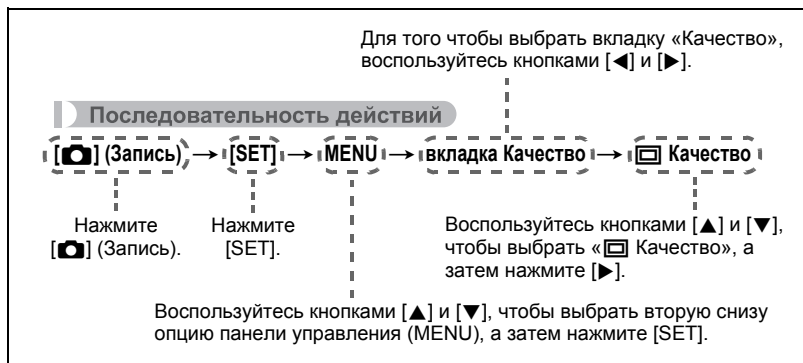 Для того чтобы выбрать вкладку «Качество»,
воспользуйтесь кнопками [◀] и [▶].
Последовательность действий
[📷] (Запись) → [SET] → MENU → вкладка Качество → Качество
Нажмите
[📷] (Запись).
Нажмите
[SET].
Воспользуйтесь кнопками [▲] и [▼],
чтобы выбрать « Качество», а
затем нажмите [▶].
Воспользуйтесь кнопками [▲] и [▼], чтобы выбрать вторую снизу
опцию панели управления (MENU), а затем нажмите [SET].